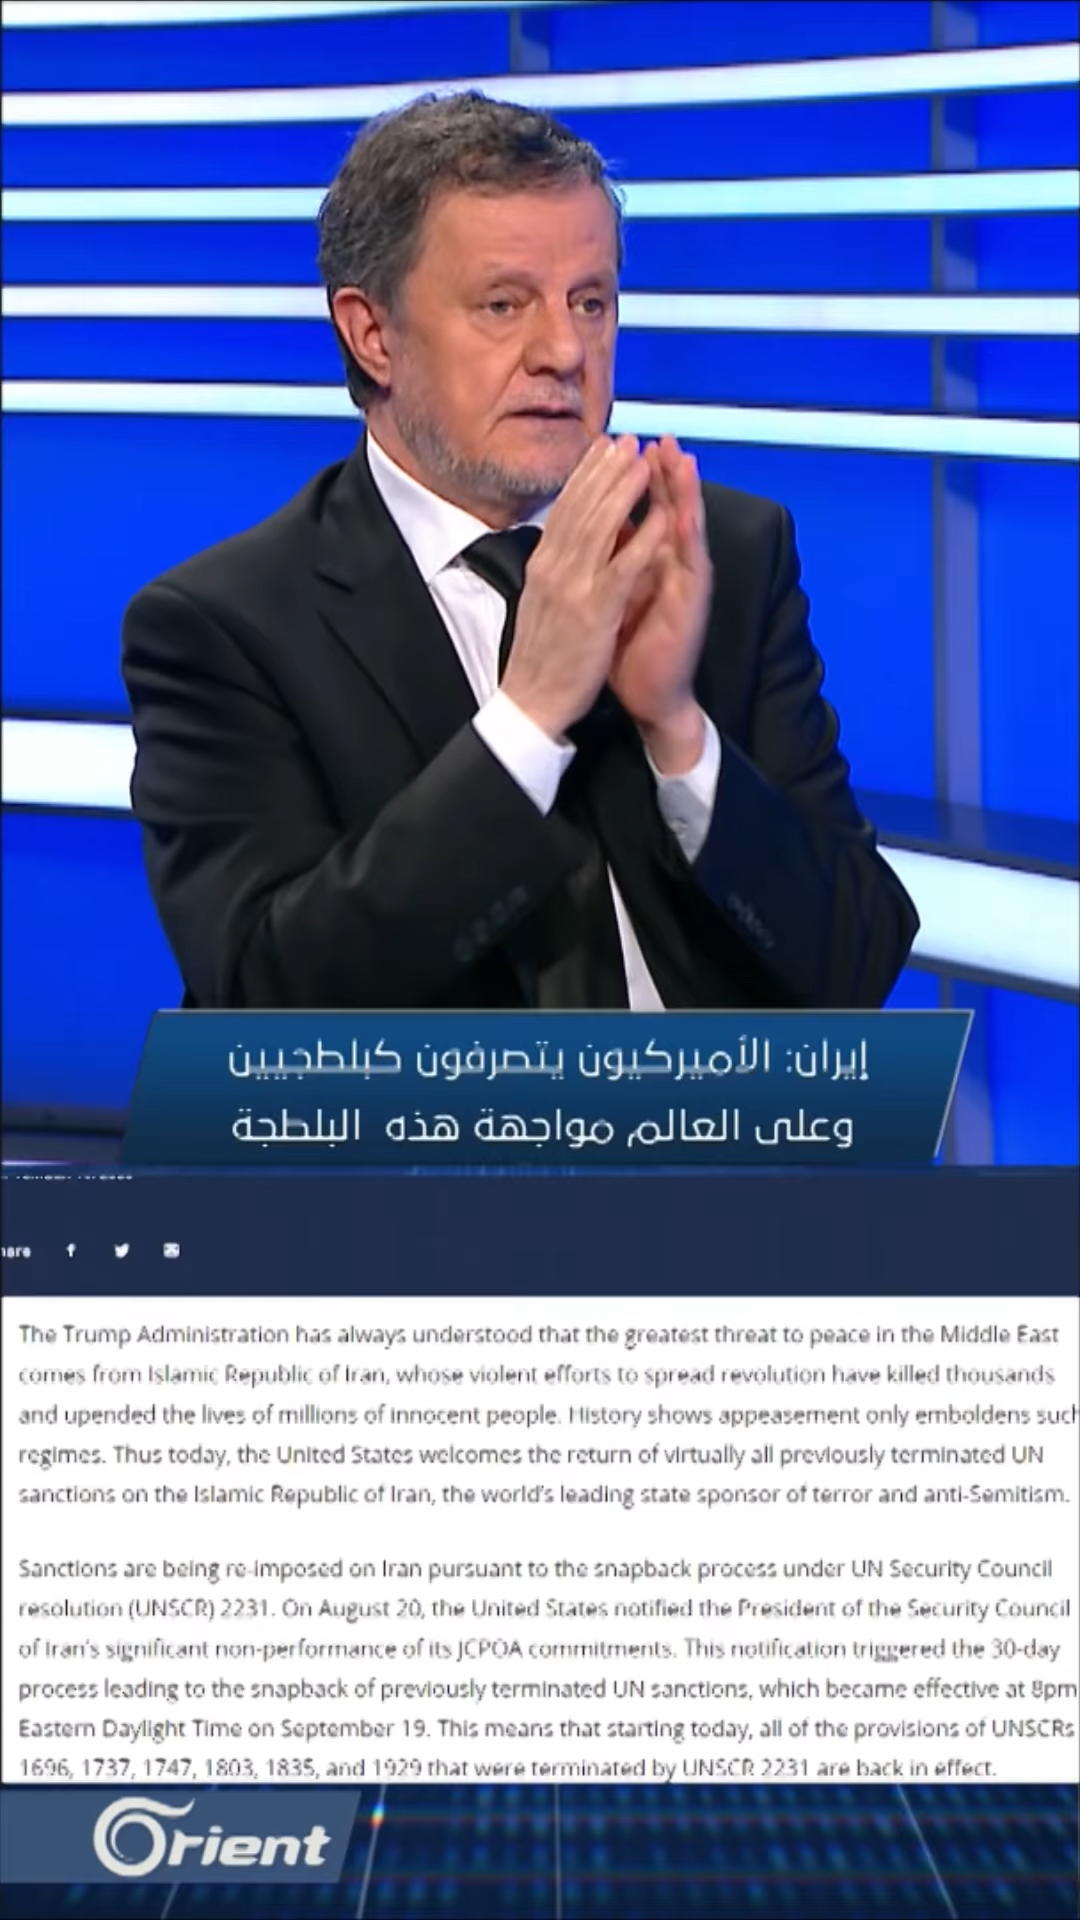 إيران: الأميركيون يتصرفون كبلطجيين
وعلى العالم مواجهة هذه البلطجة
The Trump Administration has always understood that the greatest threat to peace in the Middle East
comes from Islamic Republic of Iran, whose violent efforts to spread revolution have killed thousands
and upended the lives of millions of innocent people. History shows appeasement only emboldens such
regimes. Thus today, the United States welcomes the return of virtually all previously terminated UN
sanctions on the Islamic Republic of Iran, the world's leading state sponsor of terror and anti-Semitism.
Sanctions are being re-imposed on Iran pursuant to the snapback process under UN Security Council
resolution (UNSCR) 2231. On August 20, the United States notified the President of the Security Council
of Iran's significant non-performance of its JCPOA commitments. This notification triggered the 30-day
process leading to the snapback of previously terminated UN sanctions, which became effective at 8pm
Eastern Daylight Time on September 19. This means that starting today, all of the provisions of UNSCRs
1696, 1737, 1747, 1803, 1835, and 1929 that were terminated by UNSCR 2231 are back in effect.
Orient